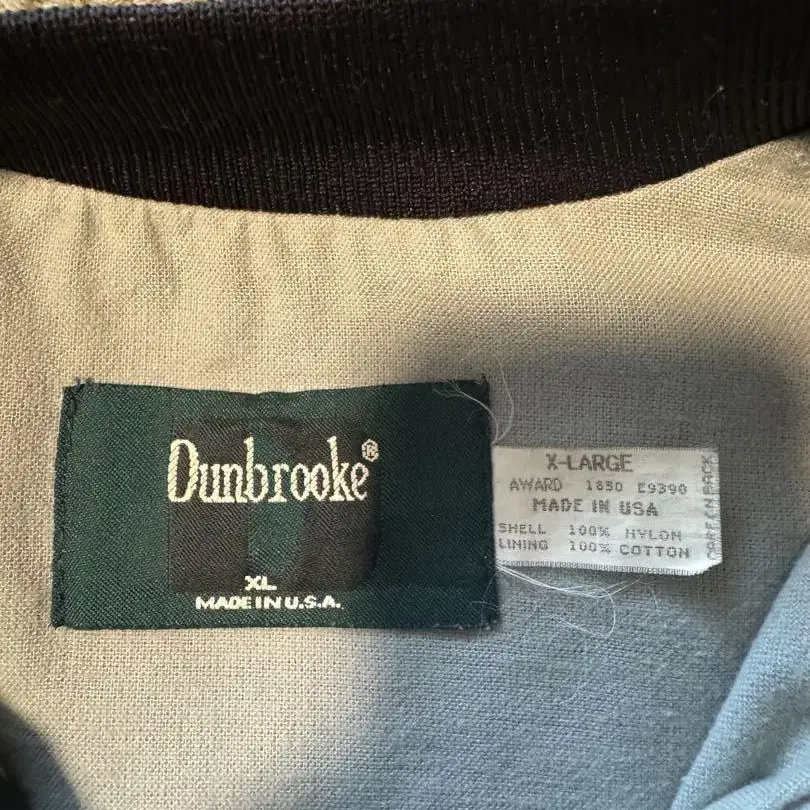 Dunbrooke®
XL
MADE IN U.S.A.
X-LARGE
AWARD 1850 E9390
MADE IN USA
SHELL 100% NYLON
LINING 100% COTTON
CARE ON BACK